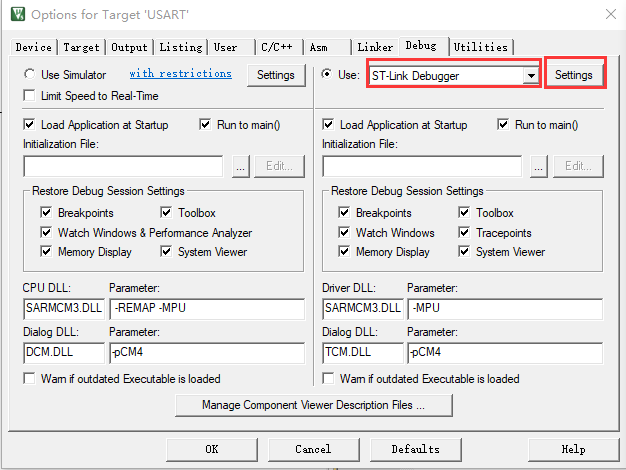 Options for Target 'USART'
Device Target Output Listing User C/C++ Asm Linker Debug Utilities
Use Simulator with restrictions Settings Use: ST-Link Debugger Settings
Limit Speed to Real-Time
Load Application at Startup Run to main() Load Application at Startup Run to main()
Initialization File: Initialization File:
... Edit... ... Edit...
Restore Debug Session Settings Restore Debug Session Settings
Breakpoints Toolbox Breakpoints Toolbox
Watch Windows & Performance Analyzer Watch Windows Tracepoints
Memory Display System Viewer Memory Display System Viewer
CPU DLL: Parameter: Driver DLL: Parameter:
SARMCM3.DLL -REMAP -MPU SARMCM3.DLL -MPU
Dialog DLL: Parameter: Dialog DLL: Parameter:
DCM.DLL -pCM4 TCM.DLL -pCM4
Warn if outdated Executable is loaded Warn if outdated Executable is loaded
Manage Component Viewer Description Files ...
OK Cancel Defaults Help